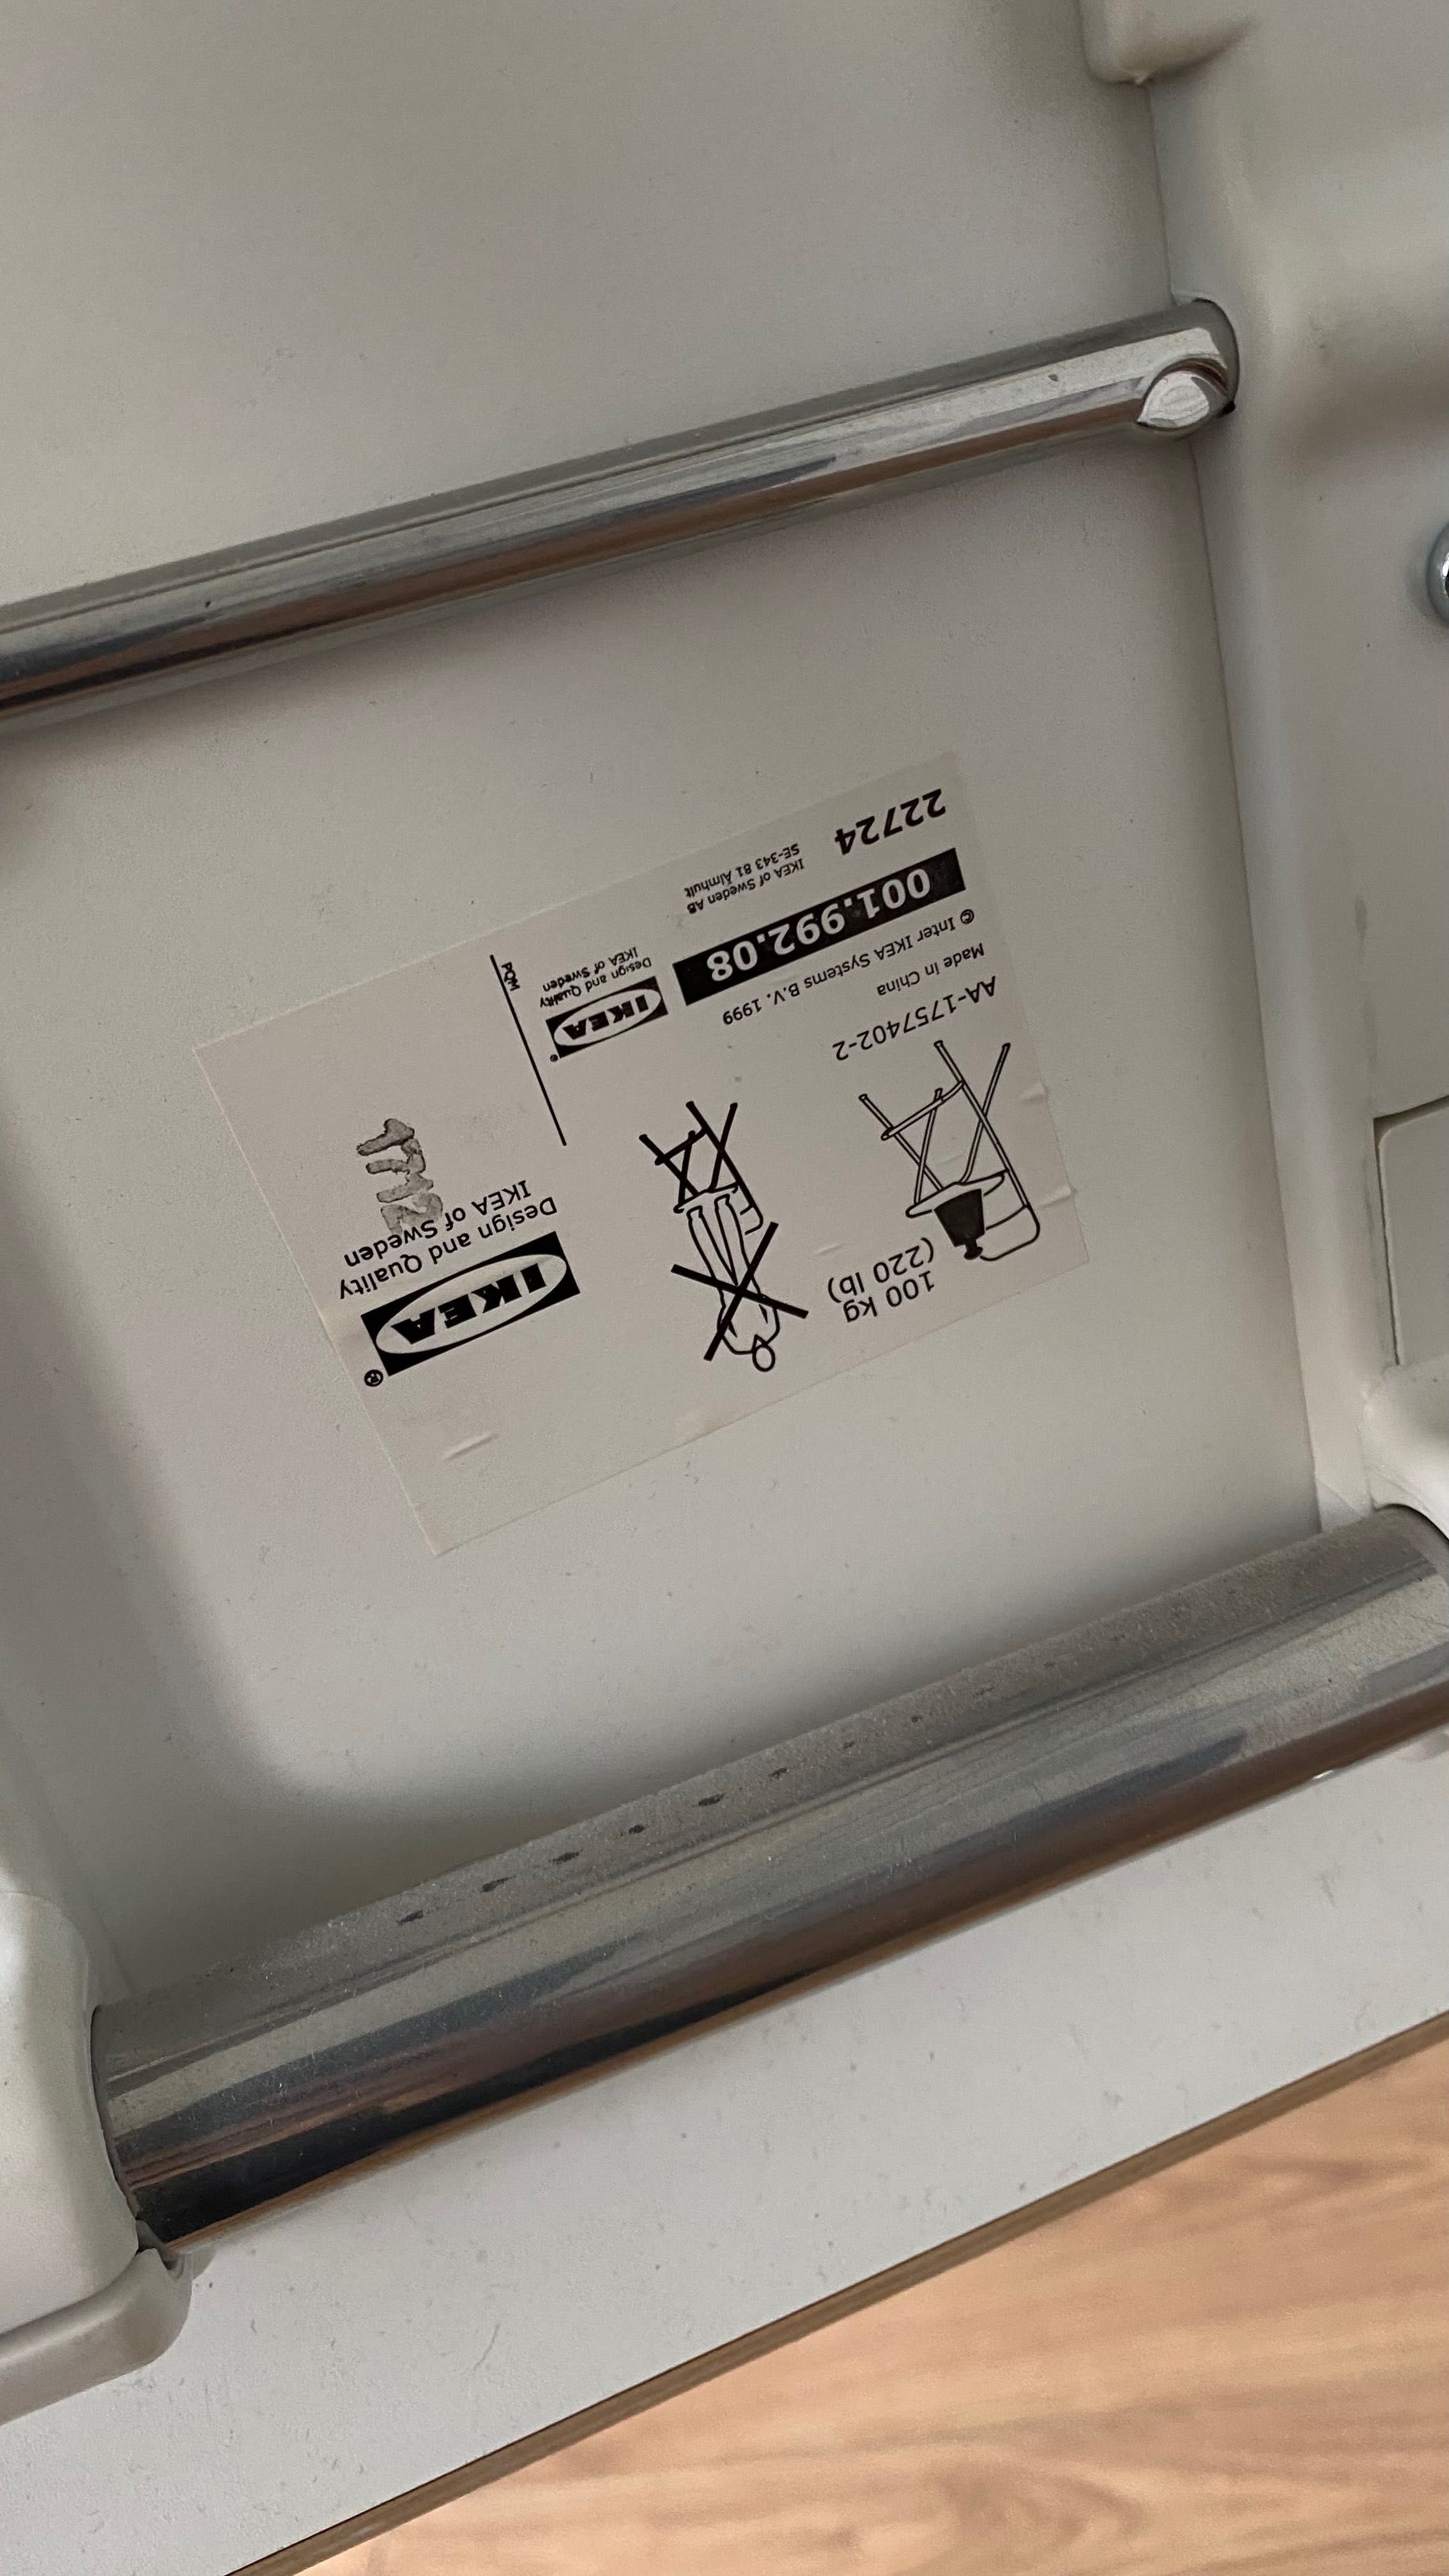 100 kg
(220 lb)
AA-1757402-2
Made in China
© Inter IKEA Systems B.V. 1999
001.992.08
22724
IKEA of Sweden AB
SE-343 81 Älmhult
IKEA®
Design and Quality
IKEA of Sweden
PQM
IKEA®
Design and Quality
IKEA of Sweden